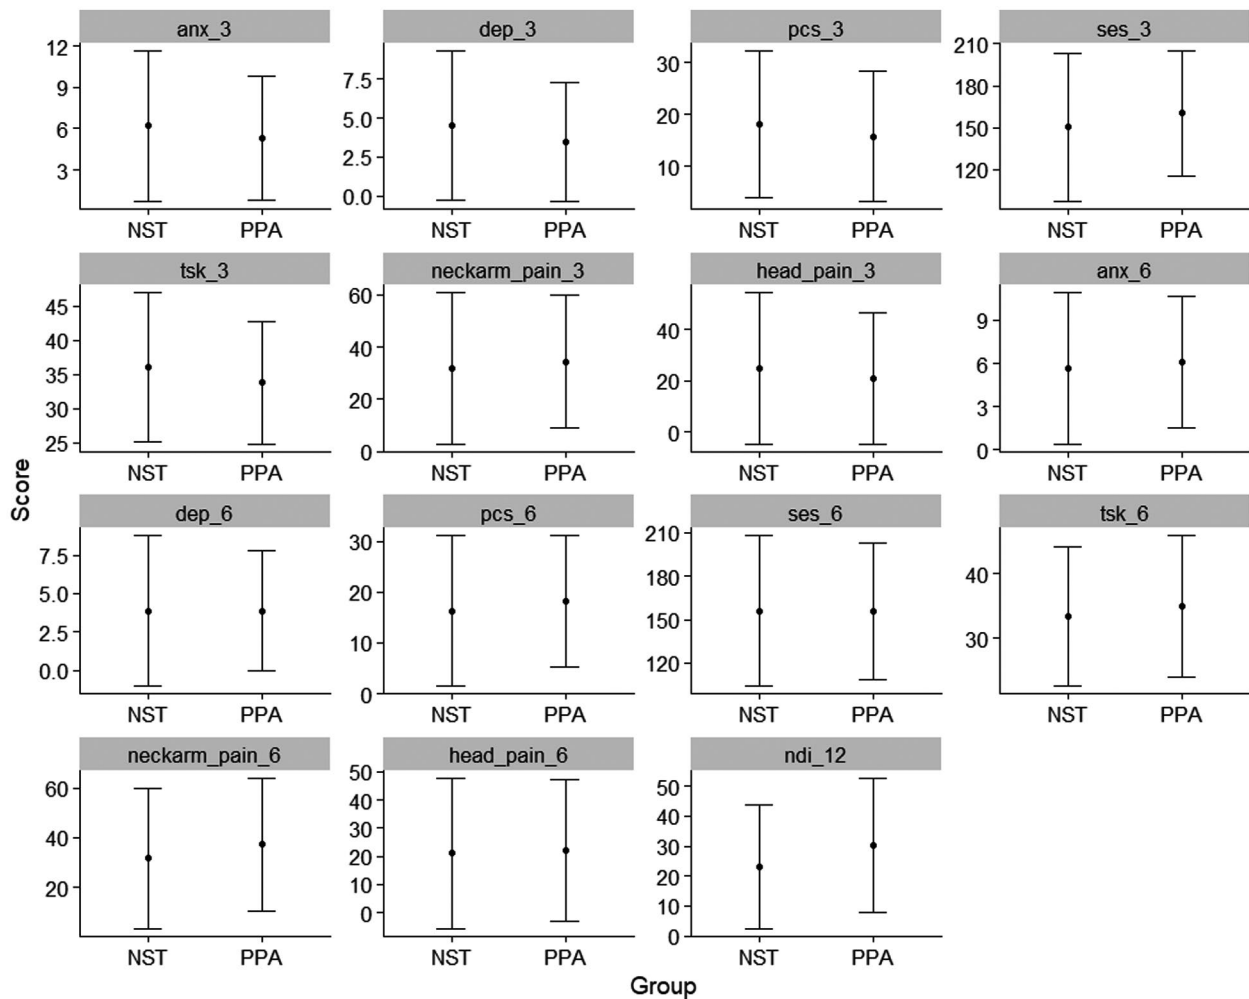 anx_3 dep_3 pcs_3 ses_3
12 9 6 3
7.5 5.0 2.5 0.0
30 20 10
210 180 150 120
NST PPA NST PPA NST PPA NST PPA
tsk_3 neckarm_pain_3 head_pain_3 anx_6
45 40 35 30 25
60 40 20 0
40 20 0
9 6 3 0
NST PPA NST PPA NST PPA NST PPA
Score
dep_6 pcs_6 ses_6 tsk_6
7.5 5.0 2.5 0.0
30 20 10 0
210 180 150 120
40 30
NST PPA NST PPA NST PPA NST PPA
neckarm_pain_6 head_pain_6 ndi_12
60 40 20
50 40 30 20 10 0
50 40 30 20 10 0
NST PPA NST PPA NST PPA
Group